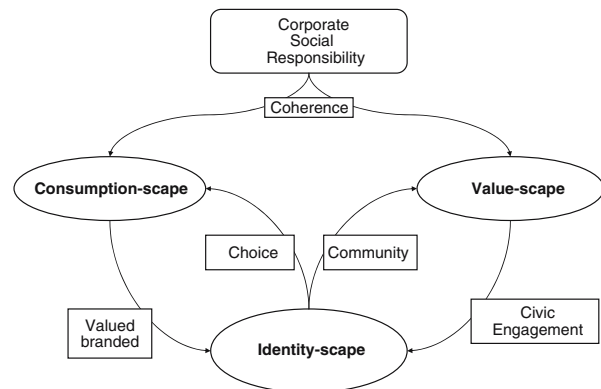 Corporate
Social
Responsibility
Coherence
Consumption-scape
Value-scape
Choice
Community
Valued
branded
Civic
Engagement
Identity-scape